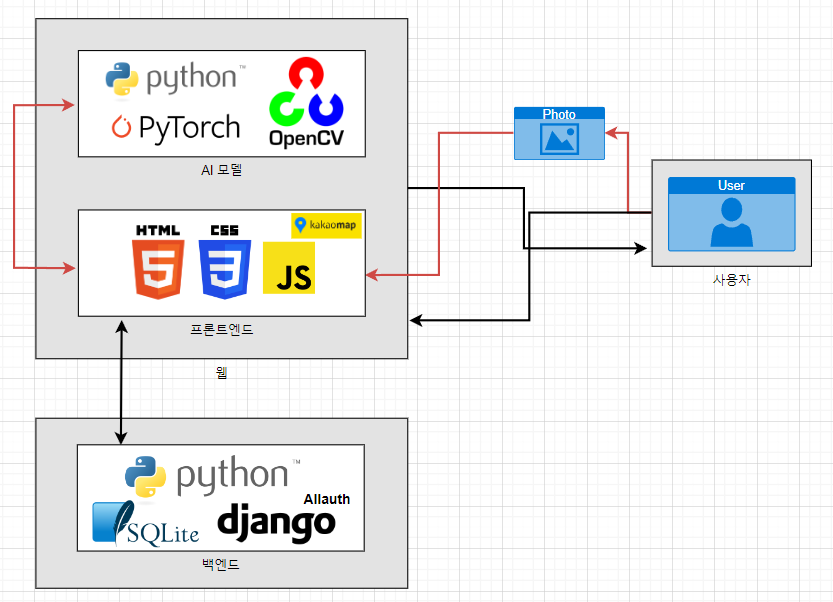 python™
PyTorch
OpenCV
AI 모델
HTML
CSS
kakaomap
5
3
JS
프론트엔드
웹
Photo
User
사용자
python™
Allauth
SQLite
django
백엔드